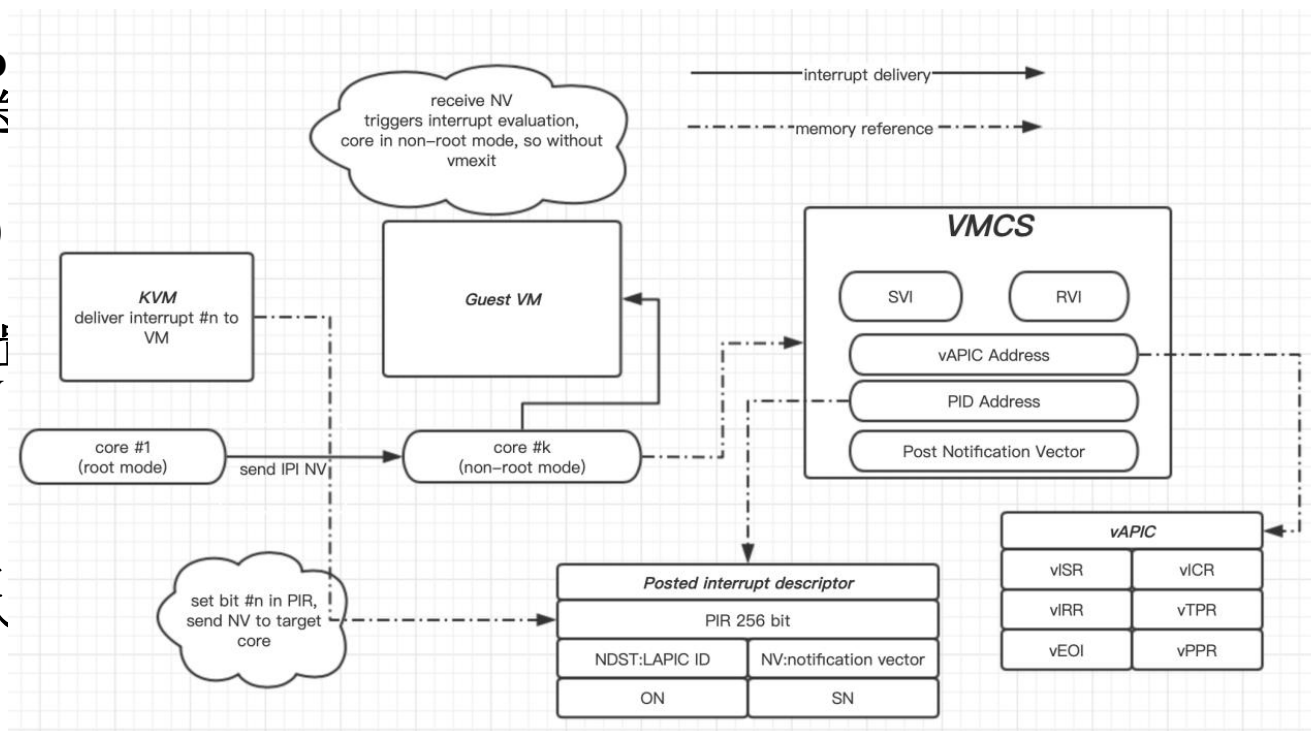 receive NV
triggers interrupt evaluation,
core in non-root mode, so without
vmexit
interrupt delivery
memory reference
KVM
deliver interrupt #n to
VM
Guest VM
VMCS
SVI
RVI
vAPIC Address
PID Address
Post Notification Vector
core #1
(root mode)
send IPI NV
core #k
(non-root mode)
set bit #n in PIR,
send NV to target
core
Posted interrupt descriptor
PIR 256 bit
NDST:LAPIC ID
NV:notification vector
ON
SN
vAPIC
vISR
vICR
vIRR
vTPR
vEOI
vPPR